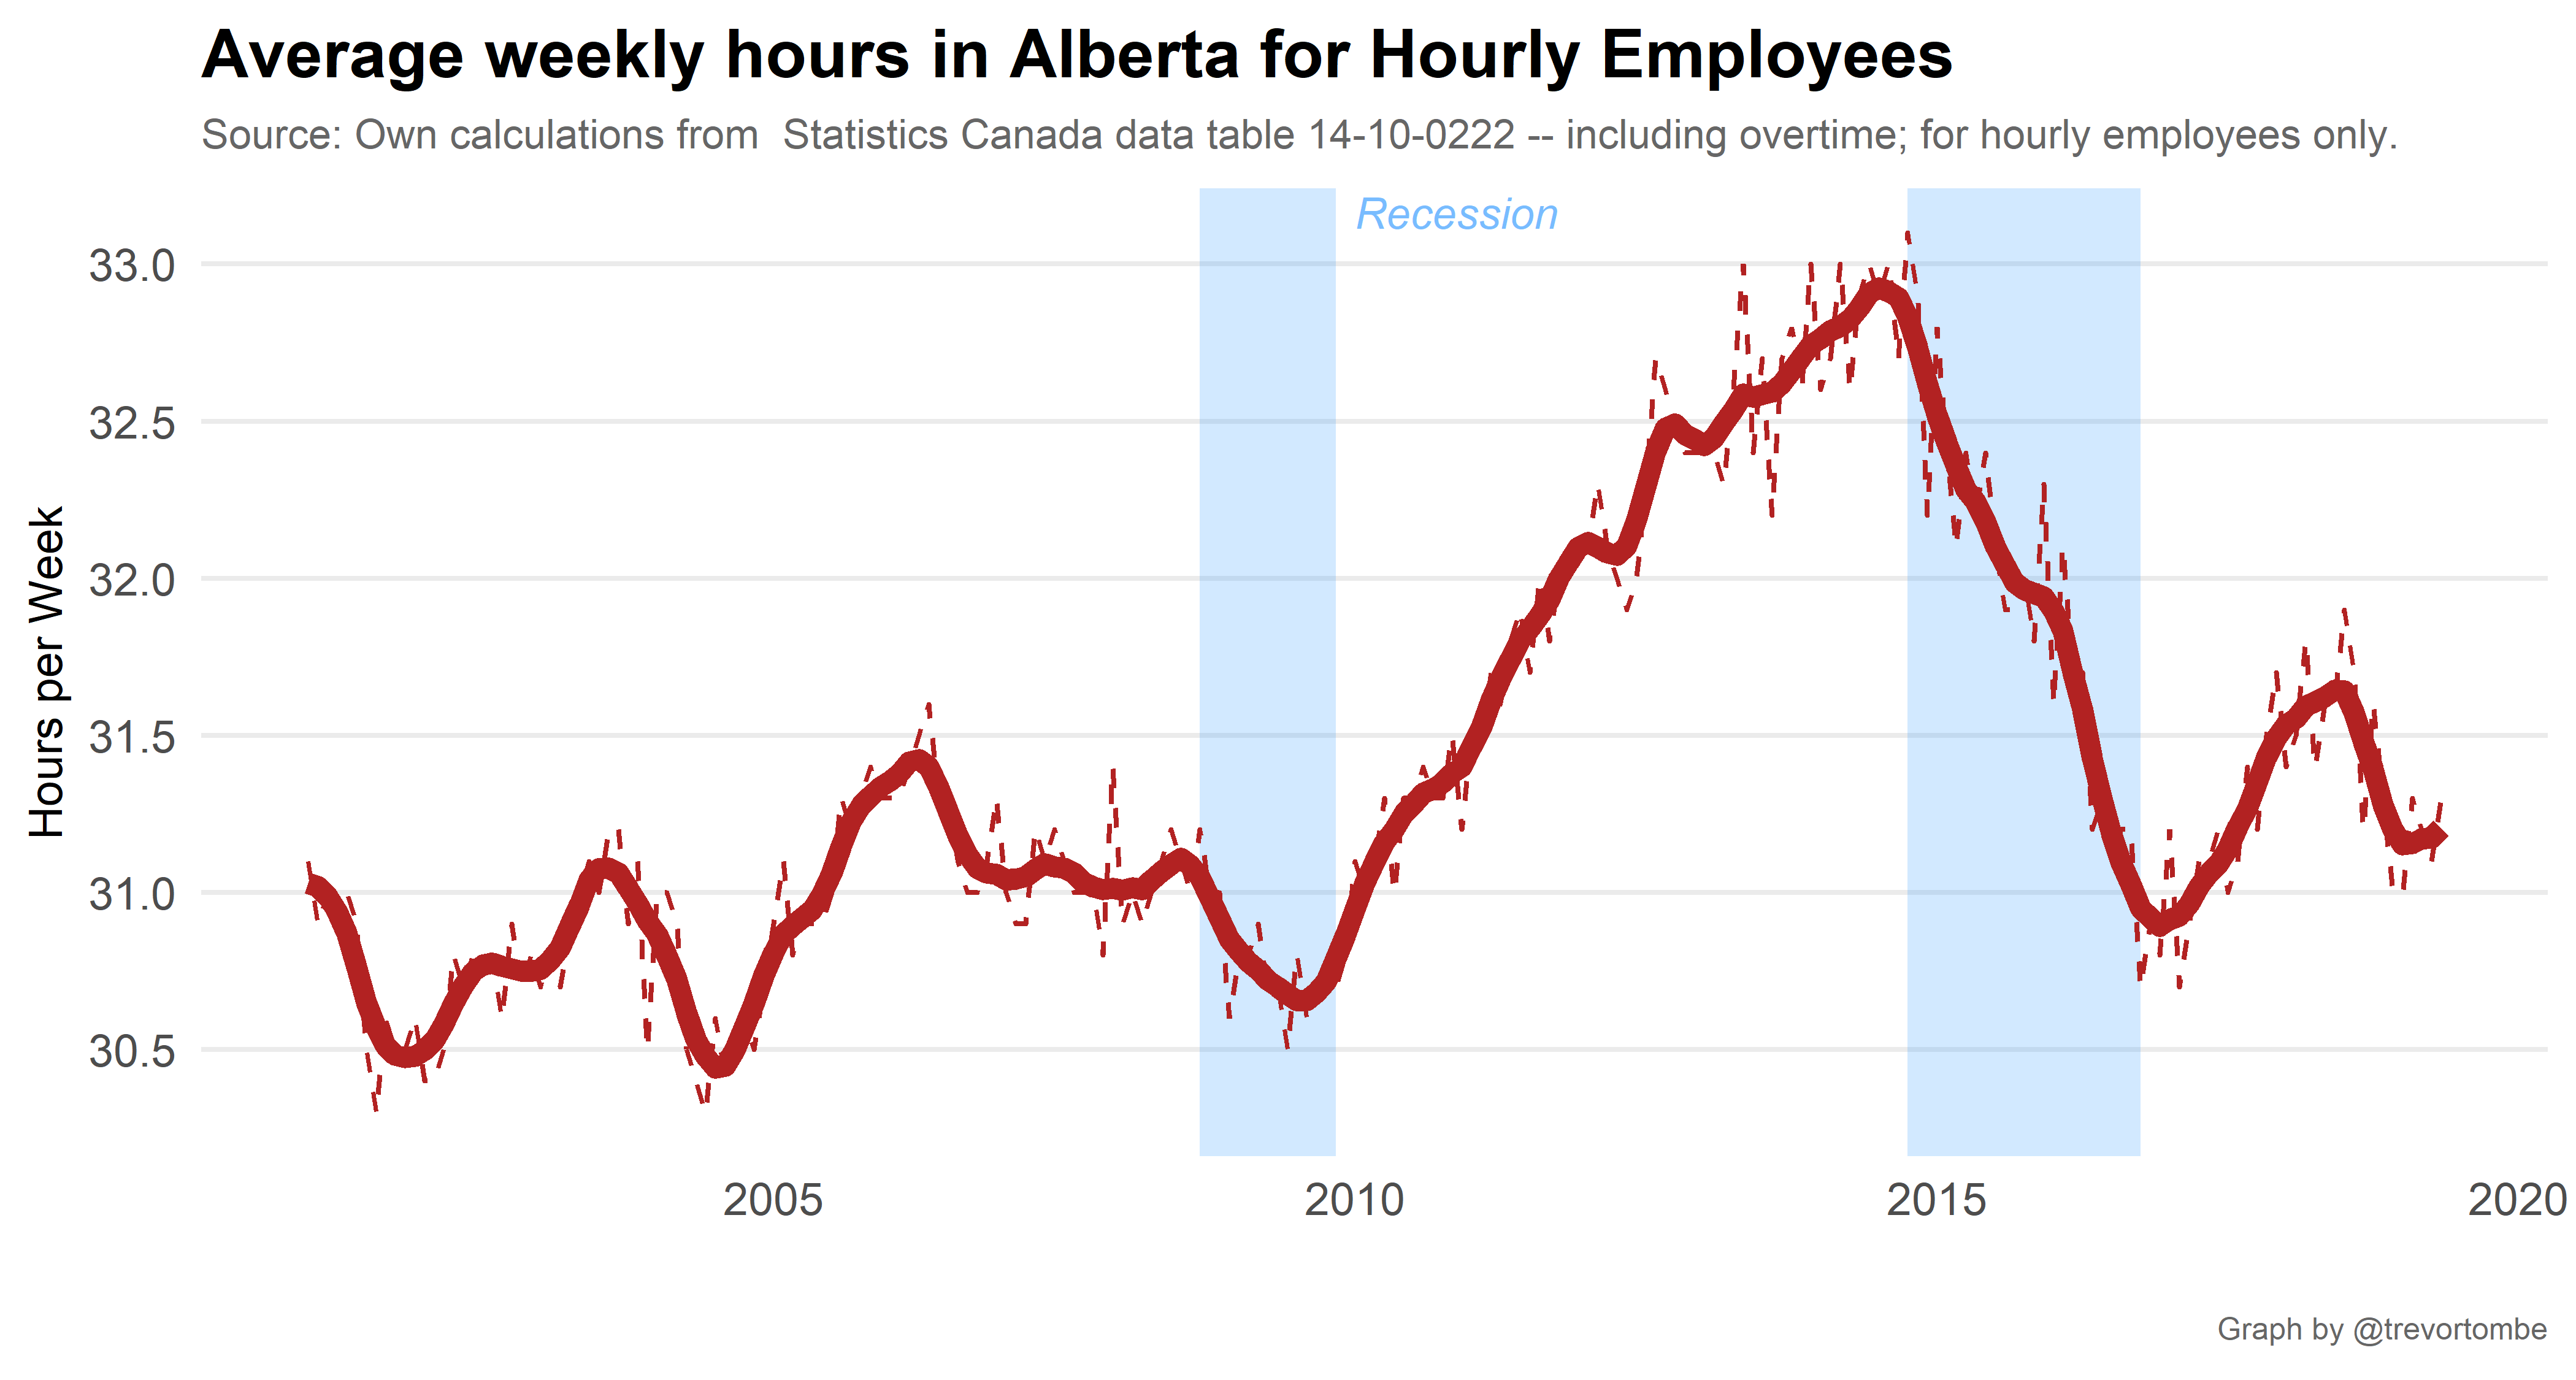 Average weekly hours in Alberta for Hourly Employees
Source: Own calculations from  Statistics Canada data table 14-10-0222 -- including overtime; for hourly employees only.
Recession
33.0
32.5
32.0
31.5
31.0
30.5
Hours per Week
2005 2010 2015 2020
Graph by @trevortombe